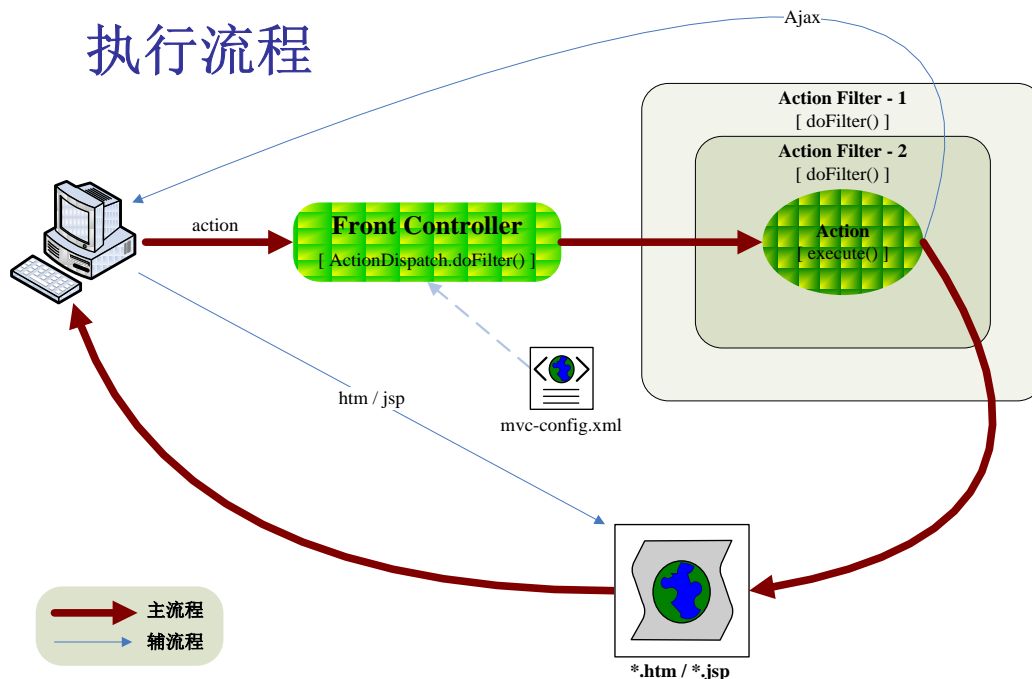 执行流程
Ajax
Action Filter - 1
[ doFilter() ]
Action Filter - 2
[ doFilter() ]
action
Front Controller
[ ActionDispatch.doFilter() ]
Action
[ execute() ]
htm / jsp
mvc-config.xml
主流程
辅流程
*.htm / *.jsp